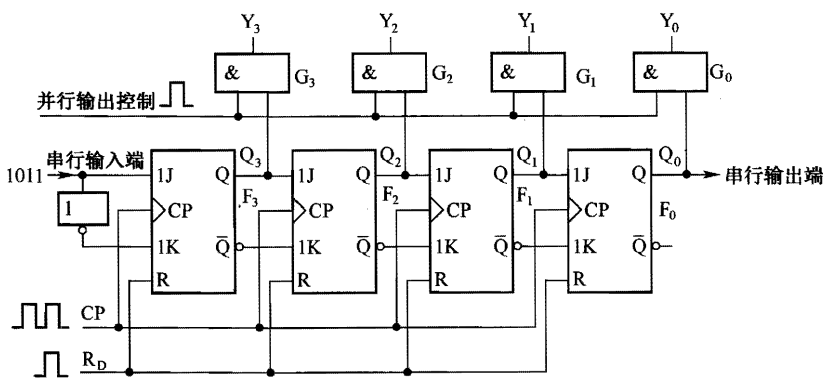 Y₃ Y₂ Y₁ Y₀
& G₃ & G₂ & G₁ & G₀
并行输出控制
串行输入端 Q₃ Q₂ Q₁ Q₀
1011 1J Q 1J Q 1J Q 1J Q 串行输出端
F₃ F₂ F₁ F₀
1 CP CP CP CP
1K Q̅ 1K Q̅ 1K Q̅ 1K Q̅
R R R R
CP
R_D